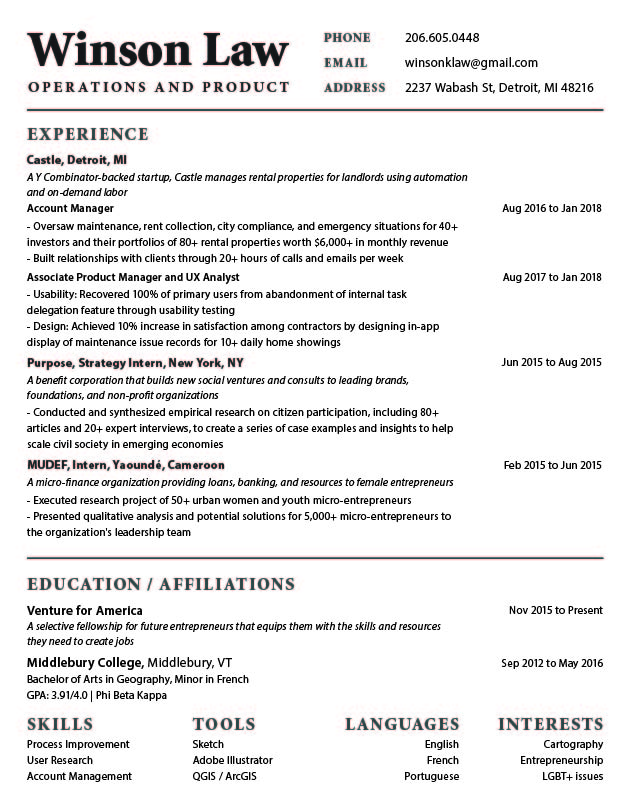 Winson Law
OPERATIONS AND PRODUCT
PHONE 206.605.0448
EMAIL winsonklaw@gmail.com
ADDRESS 2237 Wabash St, Detroit, MI 48216
EXPERIENCE
Castle, Detroit, MI
A Y Combinator-backed startup, Castle manages rental properties for landlords using automation
and on-demand labor
Account Manager Aug 2016 to Jan 2018
- Oversaw maintenance, rent collection, city compliance, and emergency situations for 40+
investors and their portfolios of 80+ rental properties worth $6,000+ in monthly revenue
- Built relationships with clients through 20+ hours of calls and emails per week
Associate Product Manager and UX Analyst Aug 2017 to Jan 2018
- Usability: Recovered 100% of primary users from abandonment of internal task
delegation feature through usability testing
- Design: Achieved 10% increase in satisfaction among contractors by designing in-app
display of maintenance issue records for 10+ daily home showings
Purpose, Strategy Intern, New York, NY Jun 2015 to Aug 2015
A benefit corporation that builds new social ventures and consults to leading brands,
foundations, and non-profit organizations
- Conducted and synthesized empirical research on citizen participation, including 80+
articles and 20+ expert interviews, to create a series of case examples and insights to help
scale civil society in emerging economies
MUDEF, Intern, Yaoundé, Cameroon Feb 2015 to Jun 2015
A micro-finance organization providing loans, banking, and resources to female entrepreneurs
- Executed research project of 50+ urban women and youth micro-entrepreneurs
- Presented qualitative analysis and potential solutions for 5,000+ micro-entrepreneurs to
the organization's leadership team
EDUCATION / AFFILIATIONS
Venture for America Nov 2015 to Present
A selective fellowship for future entrepreneurs that equips them with the skills and resources
they need to create jobs
Middlebury College, Middlebury, VT Sep 2012 to May 2016
Bachelor of Arts in Geography, Minor in French
GPA: 3.91/4.0 | Phi Beta Kappa
SKILLS
Process Improvement
User Research
Account Management
TOOLS
Sketch
Adobe Illustrator
QGIS / ArcGIS
LANGUAGES
English
French
Portuguese
INTERESTS
Cartography
Entrepreneurship
LGBT+ issues